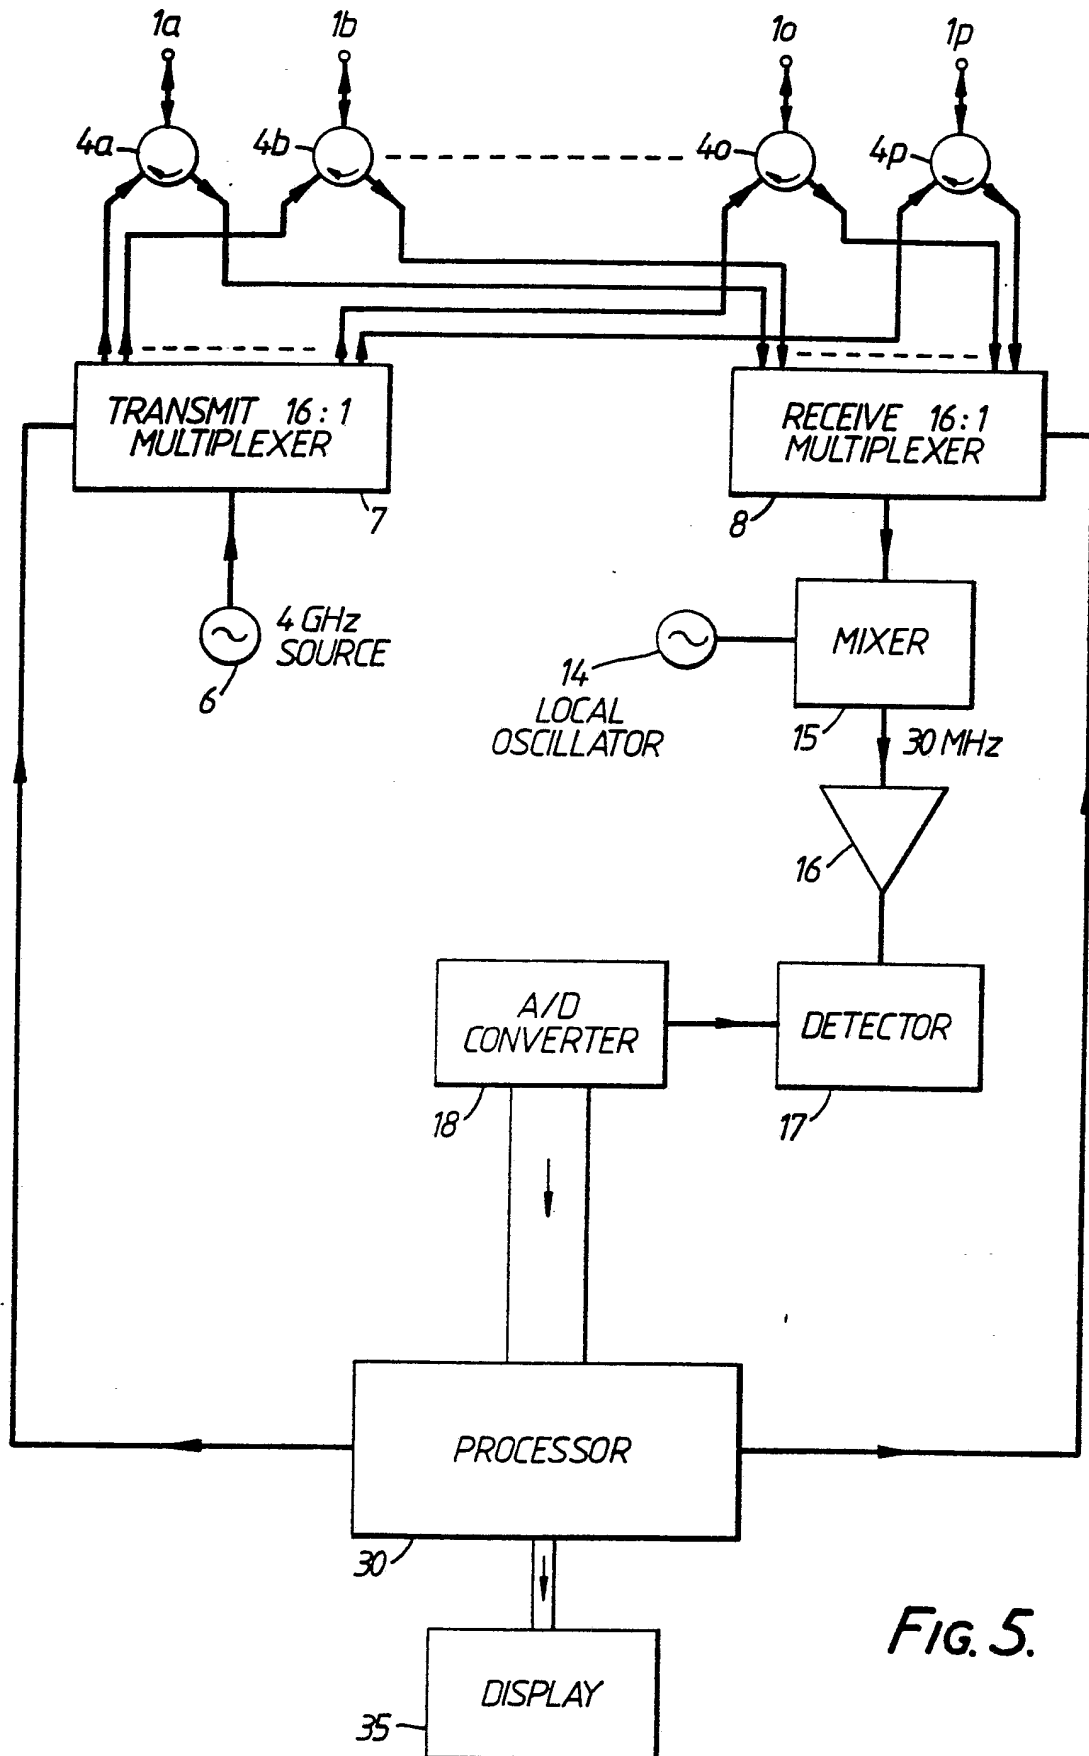 1a
1b
1o
1p
4a
4b
4o
4p
TRANSMIT 16:1
MULTIPLEXER
7
RECEIVE 16:1
MULTIPLEXER
8
4 GHz
SOURCE
6
MIXER
14
LOCAL
OSCILLATOR
15
30 MHz
16
A/D
CONVERTER
DETECTOR
18
17
PROCESSOR
30
FIG. 5.
DISPLAY
35